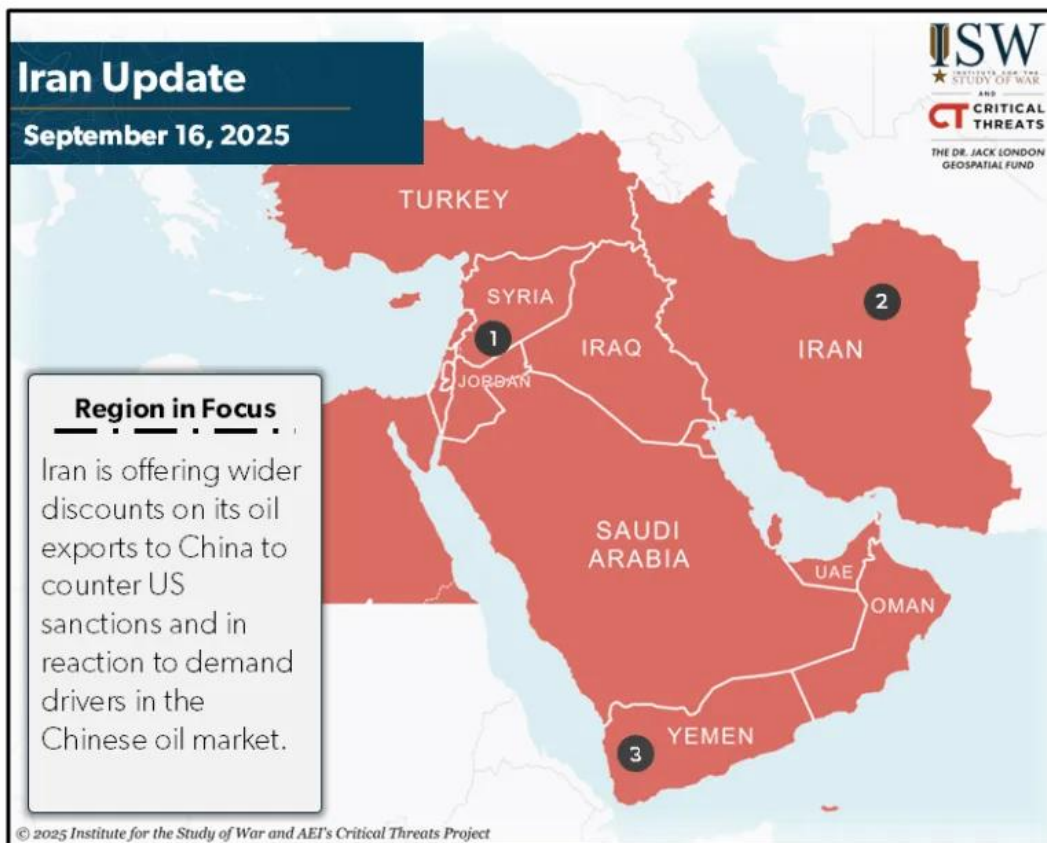 Iran Update
September 16, 2025
ISW
INSTITUTE FOR THE
STUDY OF WAR
AND
CT CRITICAL
THREATS
THE DR. JACK LONDON
GEOSPATIAL FUND
TURKEY
SYRIA
1
IRAQ
2
IRAN
JORDAN
Region in Focus
Iran is offering wider
discounts on its oil
exports to China to
counter US
sanctions and in
reaction to demand
drivers in the
Chinese oil market.
SAUDI
ARABIA
UAE
OMAN
YEMEN
3
© 2025 Institute for the Study of War and AEI's Critical Threats Project